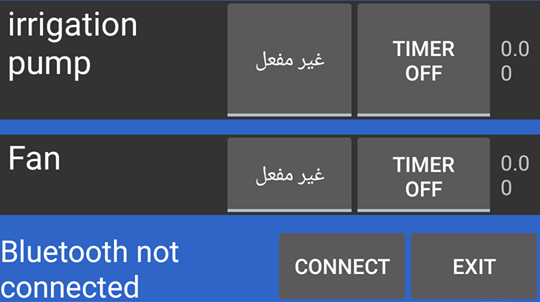 irrigation
pump
غير مفعل
TIMER
OFF
0.0
0
Fan
غير مفعل
TIMER
OFF
0.0
0
Bluetooth not
connected
CONNECT
EXIT